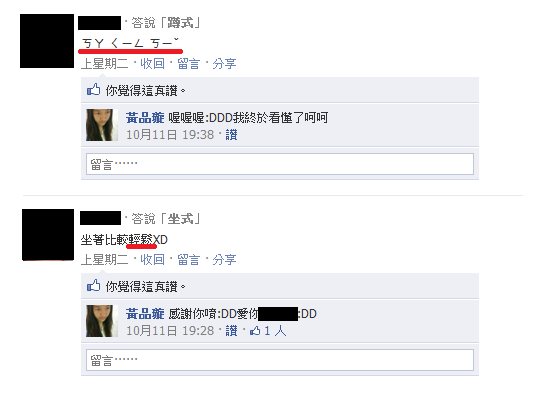 · 答說「蹲式」
ㄎㄚ ㄑㄧㄥ ㄎㄧˇ
上星期二 · 收回 · 留言 · 分享
你覺得這真讚。
黃品璇 喔喔喔:DDD我終於看懂了呵呵
10月11日 19:38 · 讚
留言……
· 答說「坐式」
坐著比較輕鬆XD
上星期二 · 收回 · 留言 · 分享
你覺得這真讚。
黃品璇 感謝你唷:DD愛你 :DD
10月11日 19:28 · 讚 · 1 人
留言……